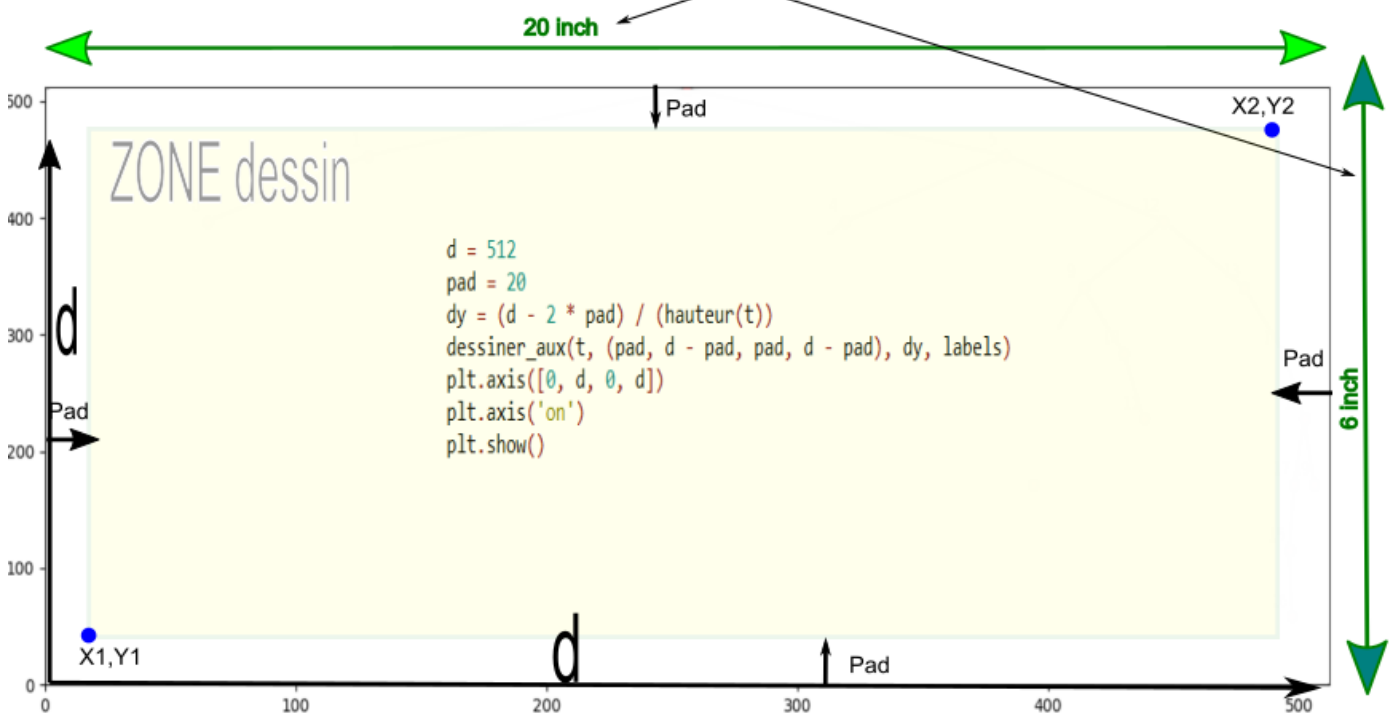 20 inch
500
Pad
X2,Y2
ZONE dessin
400
d = 512
pad = 20
dy = (d - 2 * pad) / (hauteur(t))
d
300
dessiner_aux(t, (pad, d - pad, pad, d - pad), dy, labels)
Pad
plt.axis([0, d, 0, d])
6 inch
Pad
plt.axis('on')
200
plt.show()
100
X1,Y1
d
Pad
0
0
100
200
300
400
500